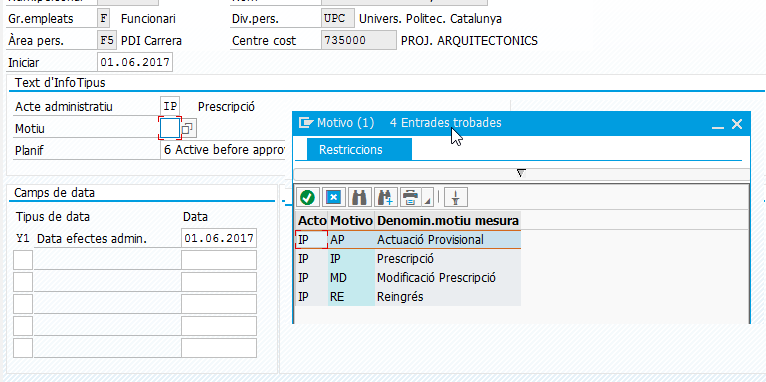 Gr.empleats F Funcionari Div.pers. UPC Univers. Politec. Catalunya
Àrea pers. F5 PDI Carrera Centre cost 735000 PROJ. ARQUITECTONICS
Iniciar 01.06.2017
Text d'InfoTipus
Acte administratiu IP Prescripció
Motiu
Planif 6 Active before approv
Motivo (1) 4 Entrades trobades
Restriccions
Acto Motivo Denomin.motiu mesura
IP AP Actuació Provisional
IP IP Prescripció
IP MD Modificació Prescripció
IP RE Reingrés
Camps de data
Tipus de data Data
Y1 Data efectes admin. 01.06.2017